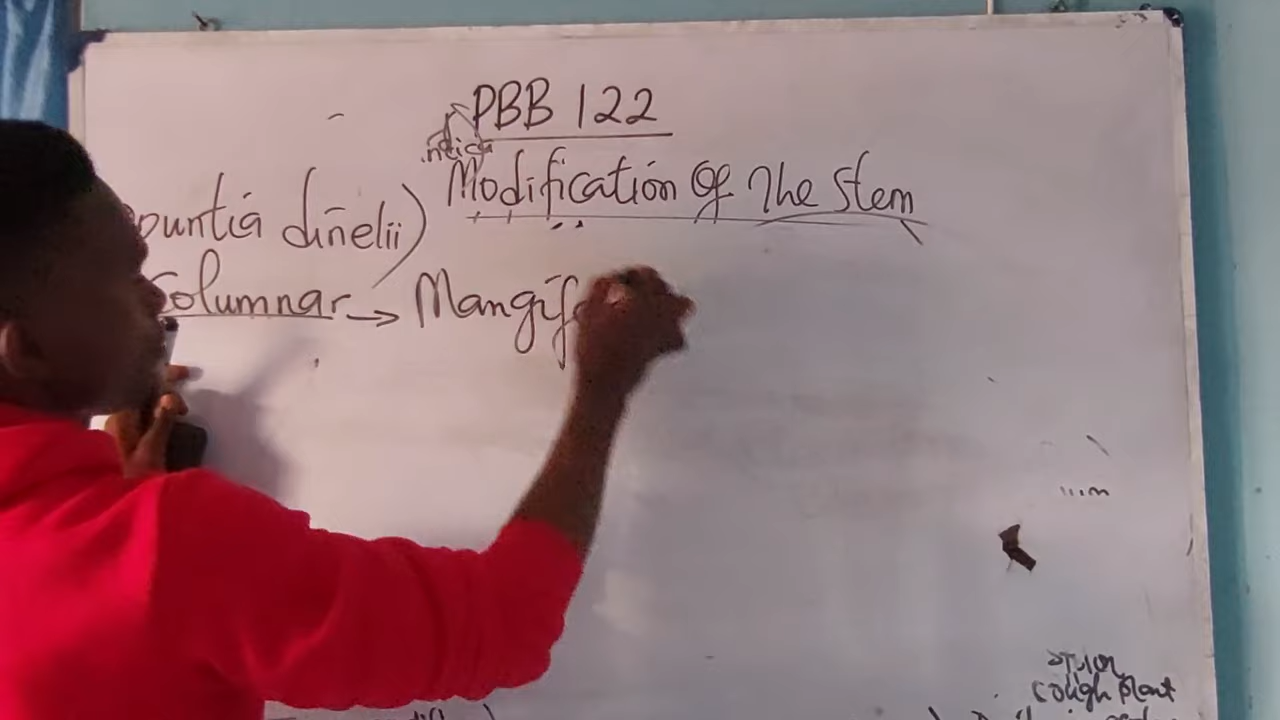 PBB 122
Modification Of The Stem
puntia dinelii)
Columnar → Mangif
cough plant